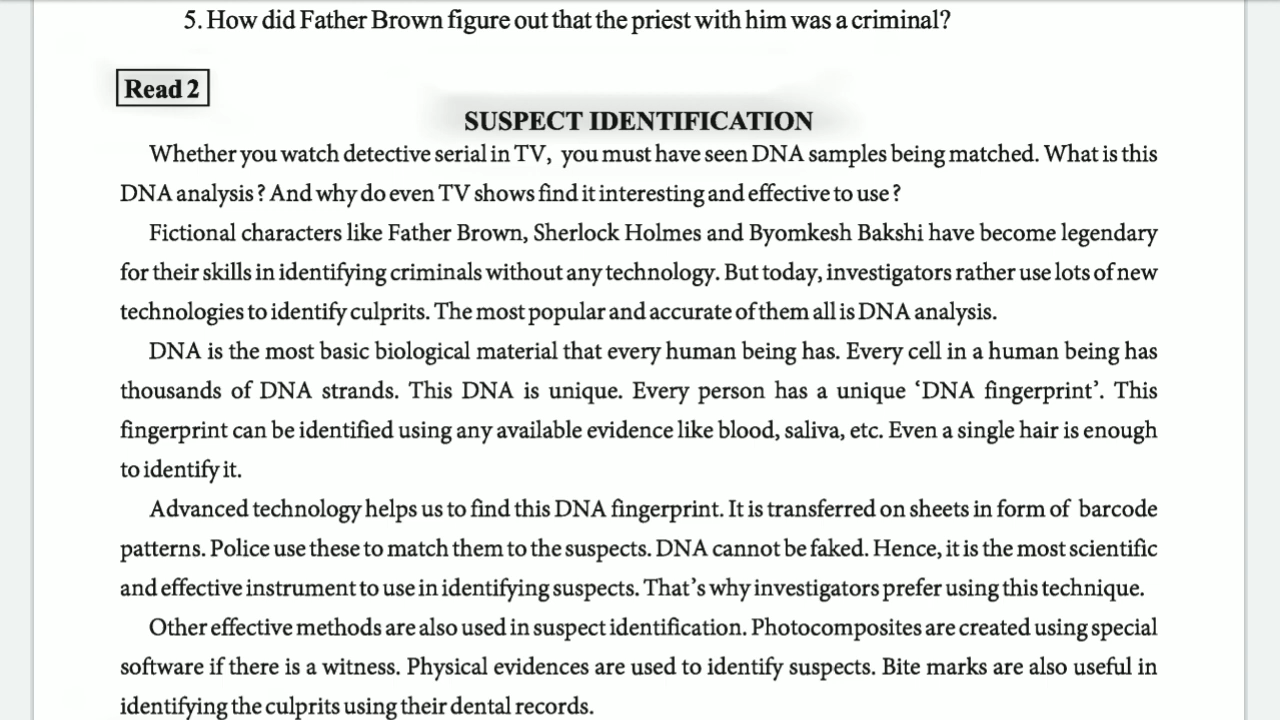 5. How did Father Brown figure out that the priest with him was a criminal?
Read 2
SUSPECT IDENTIFICATION
Whether you watch detective serial in TV, you must have seen DNA samples being matched. What is this
DNA analysis? And why do even TV shows find it interesting and effective to use?
Fictional characters like Father Brown, Sherlock Holmes and Byomkesh Bakshi have become legendary
for their skills in identifying criminals without any technology. But today, investigators rather use lots of new
technologies to identify culprits. The most popular and accurate of them all is DNA analysis.
DNA is the most basic biological material that every human being has. Every cell in a human being has
thousands of DNA strands. This DNA is unique. Every person has a unique ‘DNA fingerprint’. This
fingerprint can be identified using any available evidence like blood, saliva, etc. Even a single hair is enough
to identify it.
Advanced technology helps us to find this DNA fingerprint. It is transferred on sheets in form of barcode
patterns. Police use these to match them to the suspects. DNA cannot be faked. Hence, it is the most scientific
and effective instrument to use in identifying suspects. That’s why investigators prefer using this technique.
Other effective methods are also used in suspect identification. Photocomposites are created using special
software if there is a witness. Physical evidences are used to identify suspects. Bite marks are also useful in
identifying the culprits using their dental records.